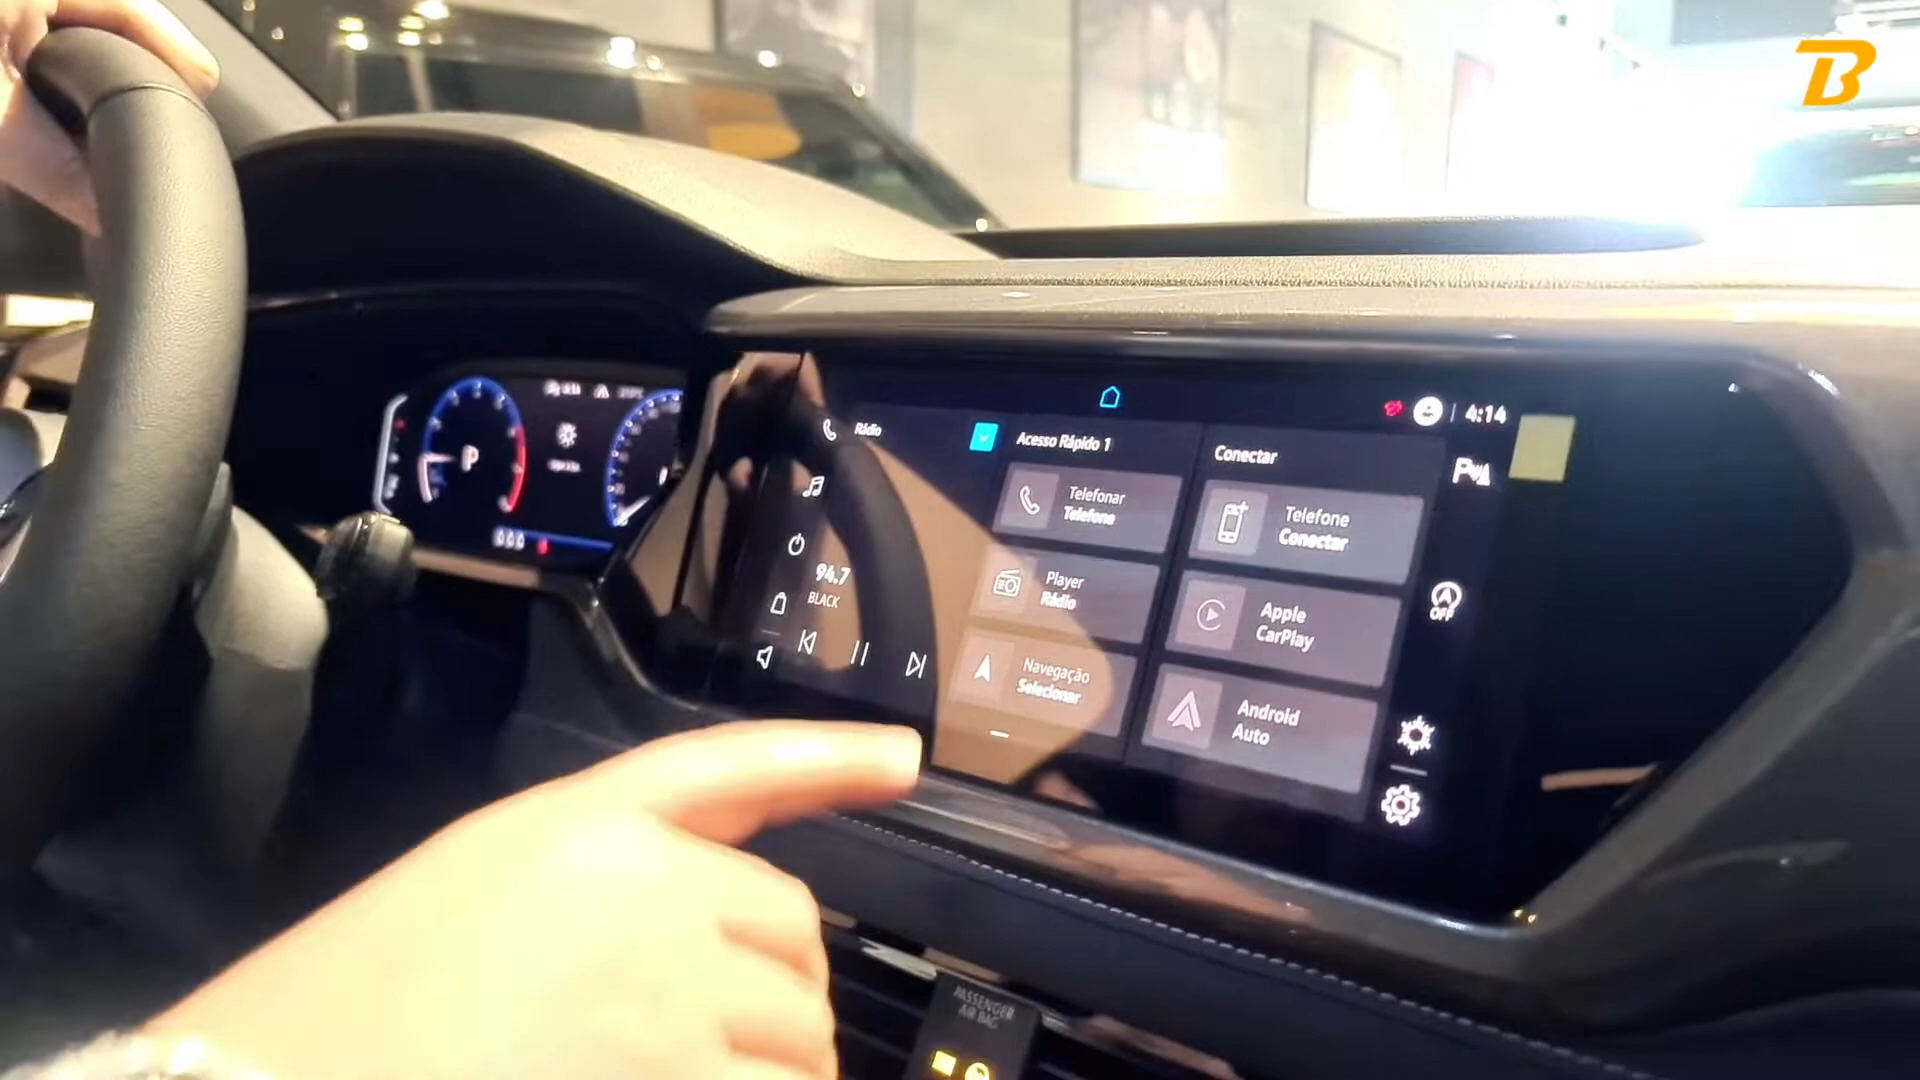 B
P
Rádio
94.7
BLACK
Acesso Rápido 1
Telefonar
Telefone
Player
Rádio
Navegação
Selecionar
Conectar
Telefone
Conectar
Apple
CarPlay
Android
Auto
4:14
P
A
OFF
PASSENGER
AIR BAG